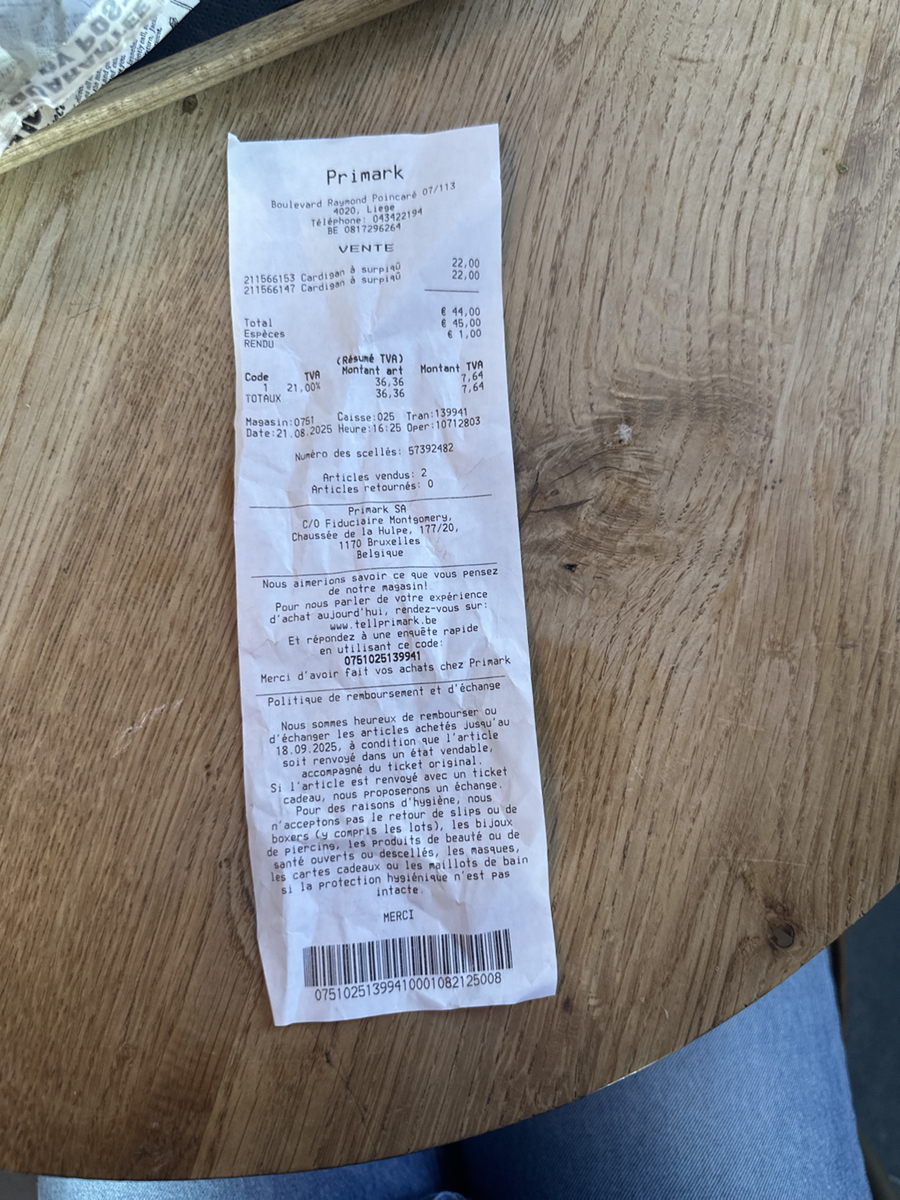 Primark
Boulevard Raymond Poincaré 07/113
4020, Liege
Téléphone: 043422194
BE 0817296264
VENTE
211566153 Cardigan à surpiqû 22,00
211566147 Cardigan à surpiqû 22,00
Total € 44,00
Espèces € 45,00
RENDU € 1,00
(Résumé TVA)
Code TVA Montant art Montant TVA
1 21,00% 36,36 7,64
TOTAUX 36,36 7,64
Magasin:0751 Caisse:025 Tran:139941
Date:21.08.2025 Heure:16:25 Oper:10712803
Numéro des scellés: 57392482
Articles vendus: 2
Articles retournés: 0
Primark SA
C/O Fiduciaire Montgomery,
Chaussée de la Hulpe, 177/20,
1170 Bruxelles
Belgique
Nous aimerions savoir ce que vous pensez
de notre magasin!
Pour nous parler de votre expérience
d'achat aujourd'hui, rendez-vous sur:
www.tellprimark.be
Et répondez à une enquête rapide
en utilisant ce code:
0751025139941
Merci d'avoir fait vos achats chez Primark
Politique de remboursement et d'échange
Nous sommes heureux de rembourser ou
d'échanger les articles achetés jusqu'au
18.09.2025, à condition que l'article
soit renvoyé dans un état vendable,
accompagné du ticket original.
Si l'article est renvoyé avec un ticket
cadeau, nous proposerons un échange.
Pour des raisons d'hygiène, nous
n'acceptons pas le retour de slips ou de
boxers (y compris les lots), les bijoux
de piercing, les produits de beauté ou de
santé ouverts ou descellés, les masques,
les cartes cadeaux ou les maillots de bain
si la protection hygiénique n'est pas
intacte.
MERCI
07510251399410001082125008